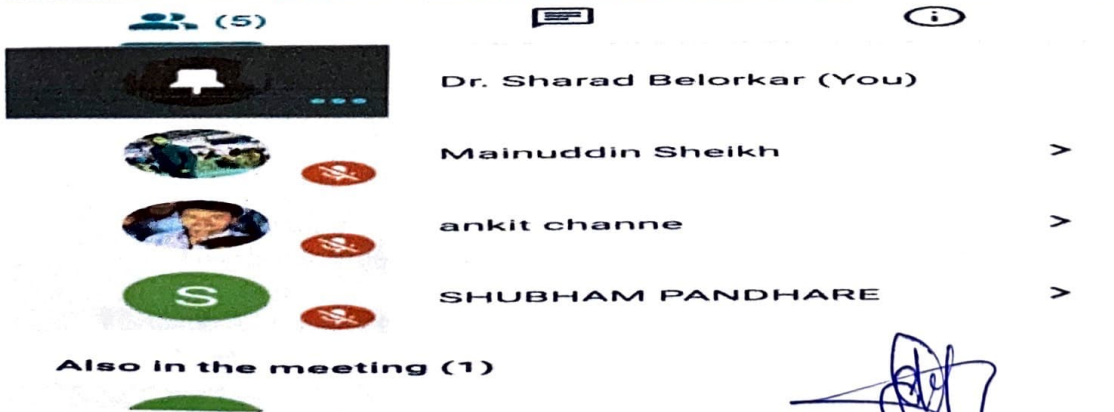 (5)
Dr. Sharad Belorkar (You)
Mainuddin Sheikh >
ankit channe >
S SHUBHAM PANDHARE >
Also in the meeting (1)